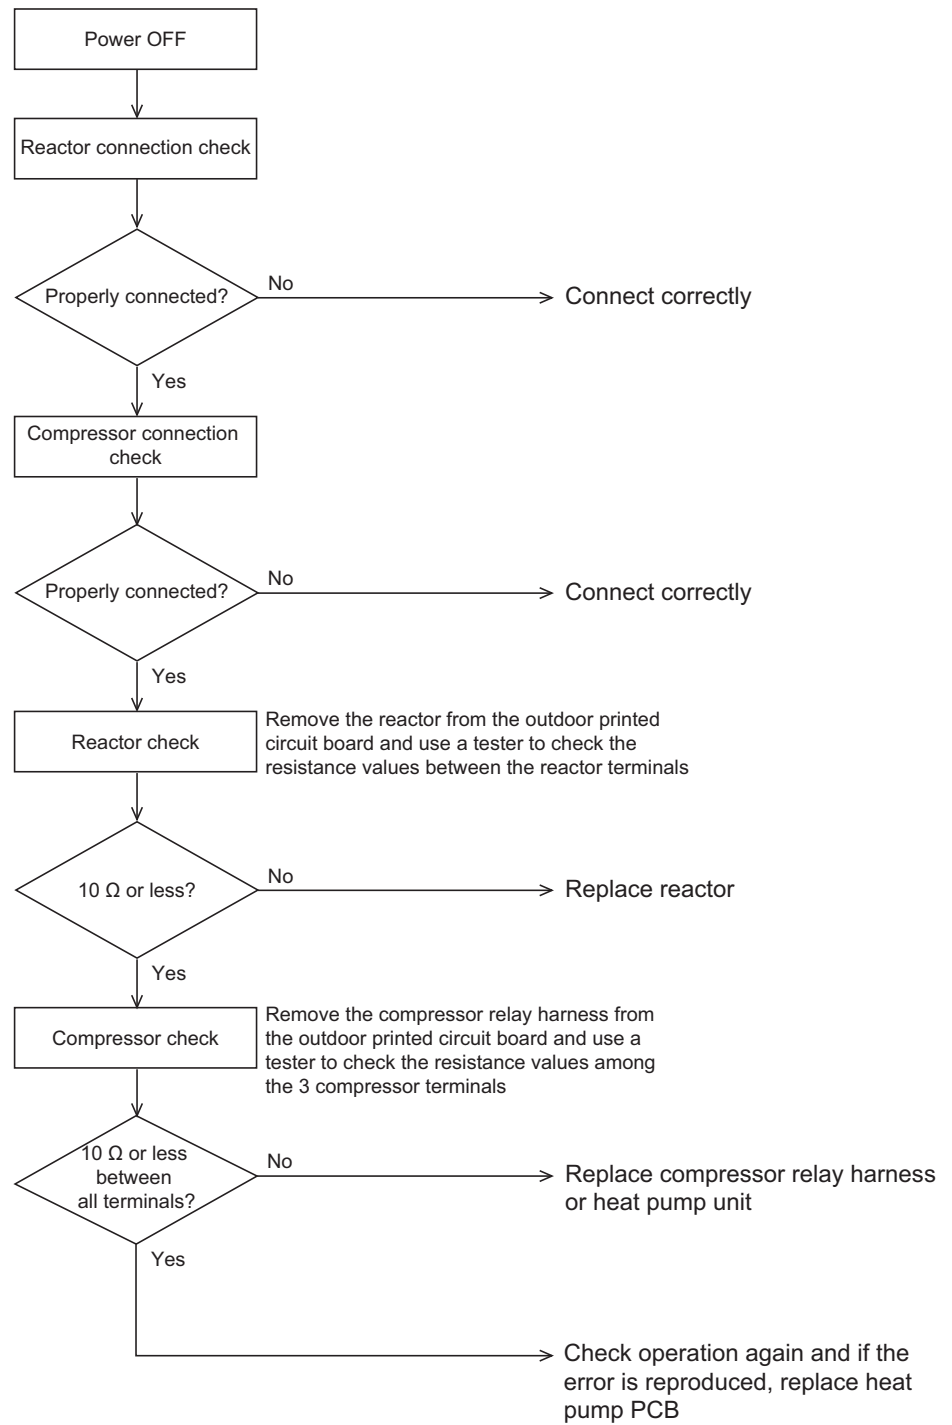 Power OFF
Reactor connection check
Properly connected?
No
Connect correctly
Yes
Compressor connection
check
Properly connected?
No
Connect correctly
Yes
Reactor check
Remove the reactor from the outdoor printed
circuit board and use a tester to check the
resistance values between the reactor terminals
10 Ω or less?
No
Replace reactor
Yes
Compressor check
Remove the compressor relay harness from
the outdoor printed circuit board and use a
tester to check the resistance values among
the 3 compressor terminals
10 Ω or less
between
all terminals?
No
Replace compressor relay harness
or heat pump unit
Yes
Check operation again and if the
error is reproduced, replace heat
pump PCB